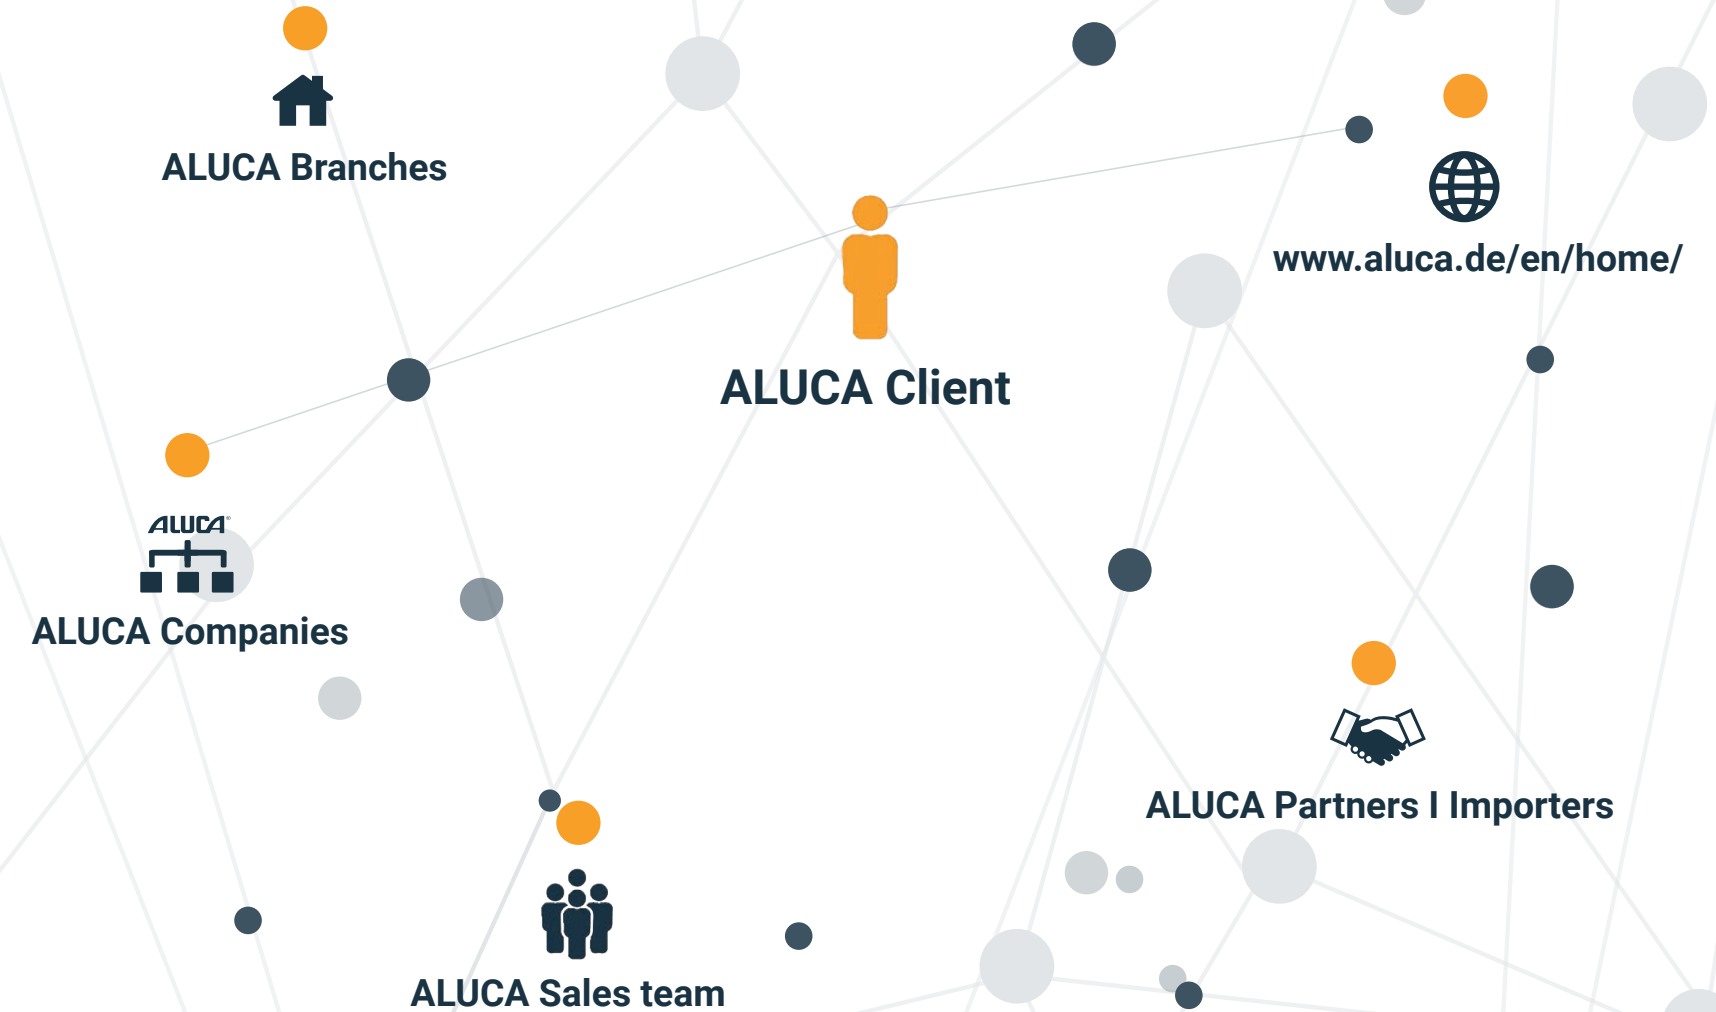 ALUCA Branches
www.aluca.de/en/home/
ALUCA Client
ALUCA®
ALUCA Companies
ALUCA Partners I Importers
ALUCA Sales team